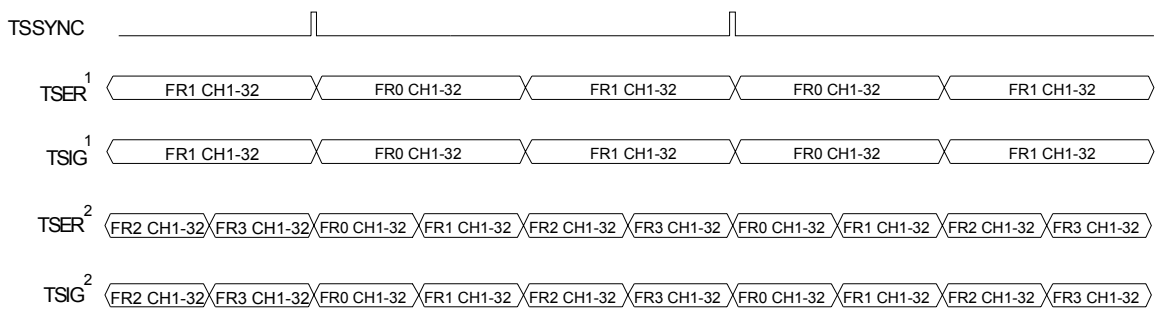 TSSYNC
TSER1 FR1 CH1-32 FR0 CH1-32 FR1 CH1-32 FR0 CH1-32 FR1 CH1-32
TSIG1 FR1 CH1-32 FR0 CH1-32 FR1 CH1-32 FR0 CH1-32 FR1 CH1-32
TSER2 FR2 CH1-32 FR3 CH1-32 FR0 CH1-32 FR1 CH1-32 FR2 CH1-32 FR3 CH1-32 FR0 CH1-32 FR1 CH1-32 FR2 CH1-32 FR3 CH1-32
TSIG2 FR2 CH1-32 FR3 CH1-32 FR0 CH1-32 FR1 CH1-32 FR2 CH1-32 FR3 CH1-32 FR0 CH1-32 FR1 CH1-32 FR2 CH1-32 FR3 CH1-32